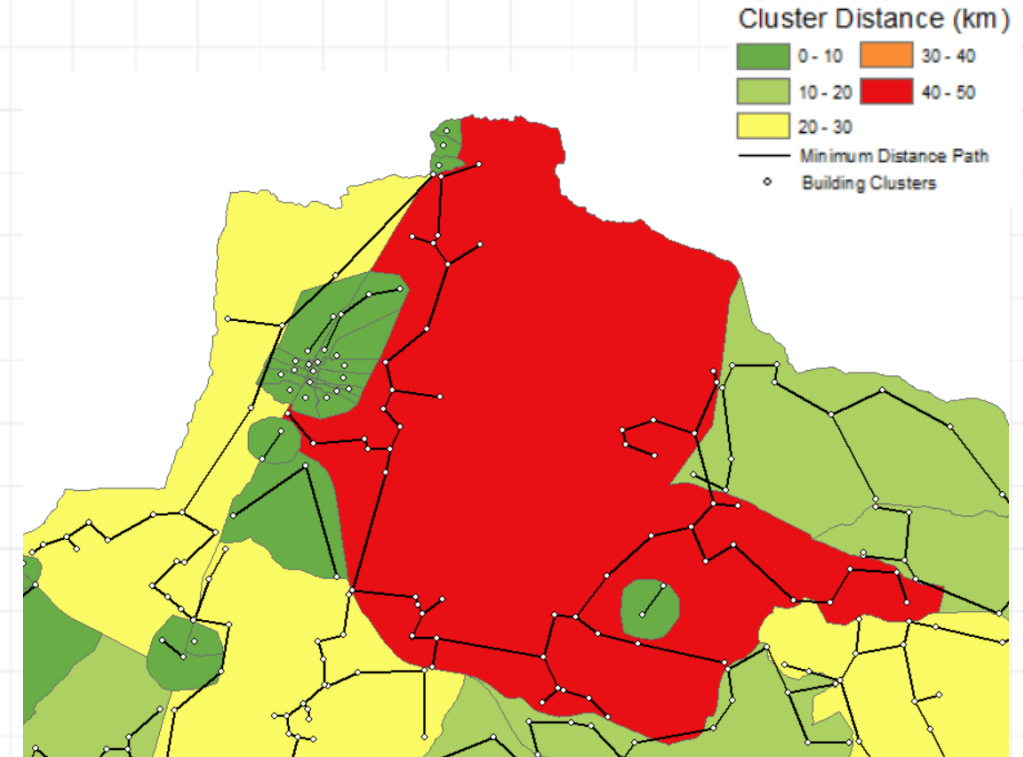 Cluster Distance (km)
0 - 10
30 - 40
10 - 20
40 - 50
20 - 30
Minimum Distance Path
Building Clusters